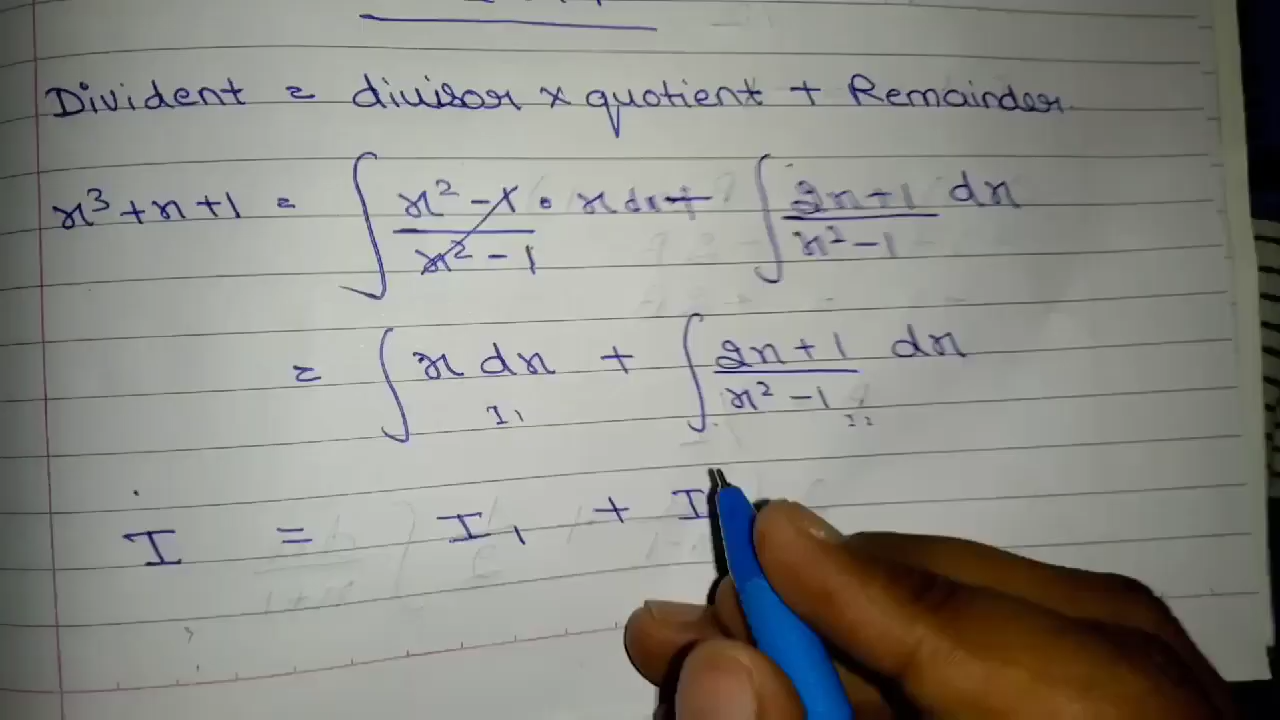 Divident = divisor × quotient + Remainder.
x³ + x + 1 = ∫ x² - 1 / x² - 1 · x dx + ∫ 2x + 1 / x² - 1 dx
= ∫ x dx + ∫ 2x + 1 / x² - 1 dx
I₁ I₂
I = I₁ + I